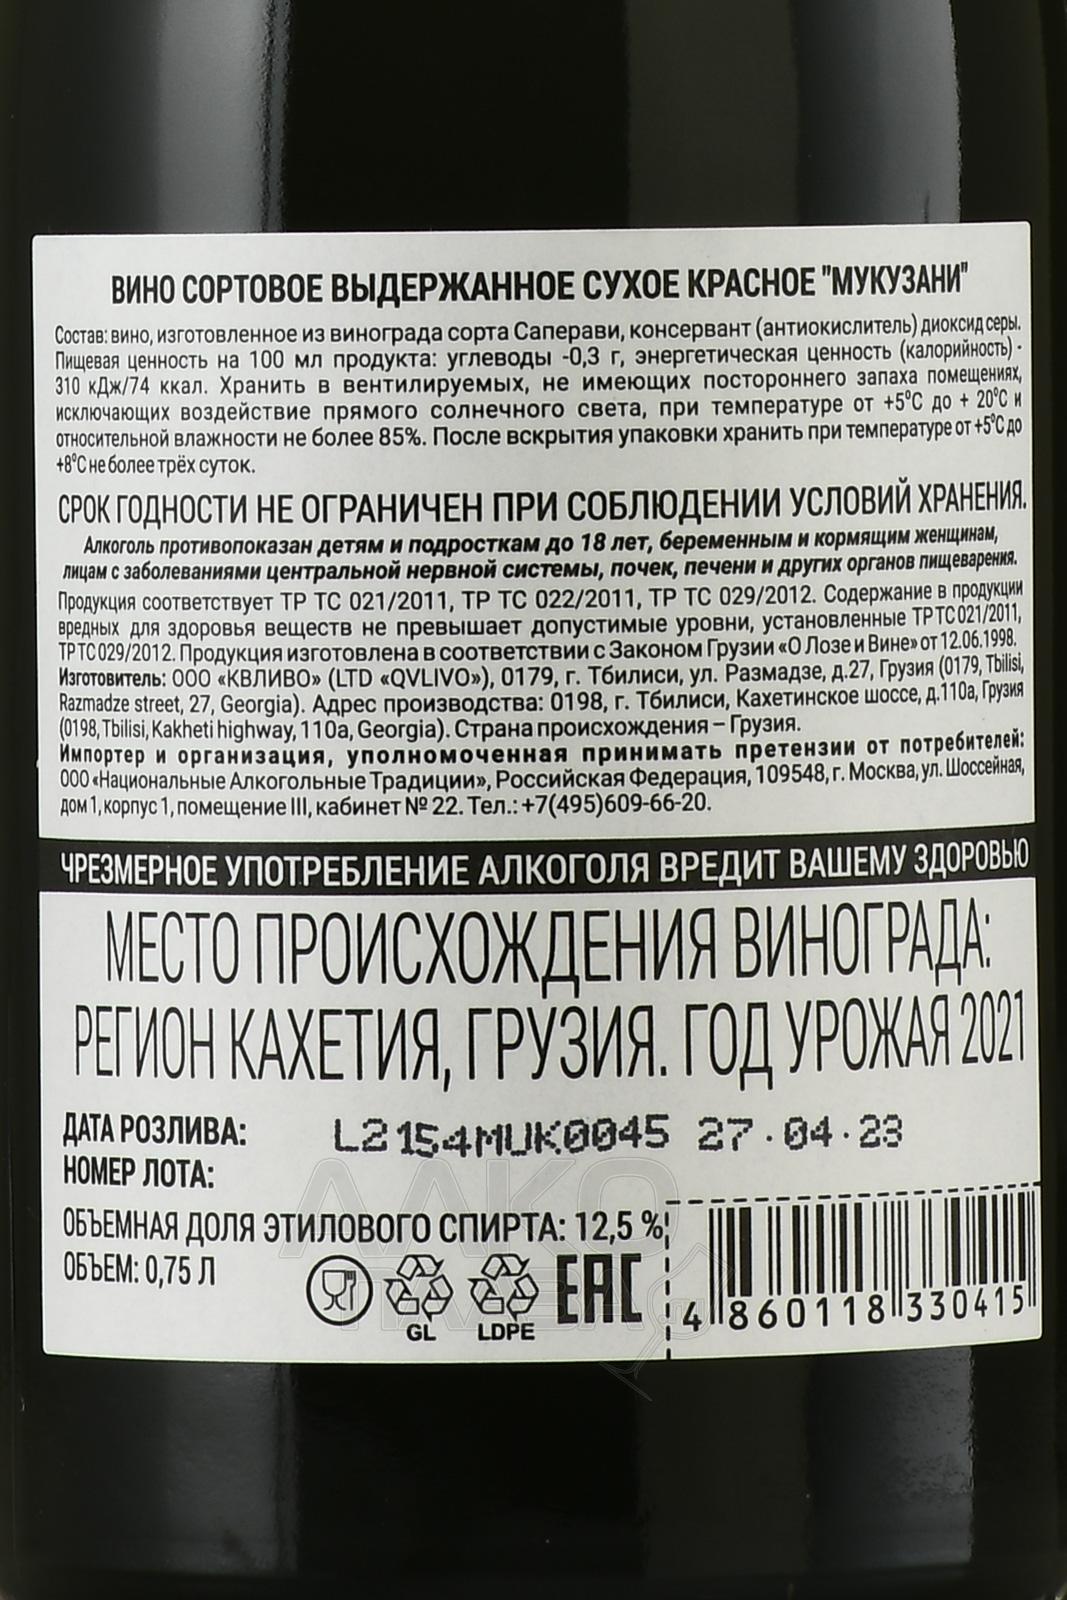 ВИНО СОРТОВОЕ ВЫДЕРЖАННОЕ СУХОЕ КРАСНОЕ "МУКУЗАНИ"
Состав: вино, изготовленное из винограда сорта Саперави, консервант (антиокислитель) диоксид серы.
Пищевая ценность на 100 мл продукта: углеводы -0,3 г, энергетическая ценность (калорийность) -
310 кДж/74 ккал. Хранить в вентилируемых, не имеющих постороннего запаха помещениях,
исключающих воздействие прямого солнечного света, при температуре от +5°С до + 20°С и
относительной влажности не более 85%. После вскрытия упаковки хранить при температуре от +5°С до
+8°С не более трёх суток.
СРОК ГОДНОСТИ НЕ ОГРАНИЧЕН ПРИ СОБЛЮДЕНИИ УСЛОВИЙ ХРАНЕНИЯ.
Алкоголь противопоказан детям и подросткам до 18 лет, беременным и кормящим женщинам,
лицам с заболеваниями центральной нервной системы, почек, печени и других органов пищеварения.
Продукция соответствует ТР ТС 021/2011, ТР ТС 022/2011, ТР ТС 029/2012. Содержание в продукции
вредных для здоровья веществ не превышает допустимые уровни, установленные ТР ТС 021/2011,
ТР ТС 029/2012. Продукция изготовлена в соответствии с Законом Грузии «О Лозе и Вине» от 12.06.1998.
Изготовитель: ООО «КВЛИВО» (LTD «QVLIVO»), 0179, г. Тбилиси, ул. Размадзе, д.27, Грузия (0179, Tbilisi,
Razmadze street, 27, Georgia). Адрес производства: 0198, г. Тбилиси, Кахетинское шоссе, д.110а, Грузия
(0198, Tbilisi, Kakheti highway, 110a, Georgia). Страна происхождения – Грузия.
Импортер и организация, уполномоченная принимать претензии от потребителей:
ООО «Национальные Алкогольные Традиции», Российская Федерация, 109548, г. Москва, ул. Шоссейная,
дом 1, корпус 1, помещение III, кабинет № 22. Тел.: +7(495)609-66-20.
ЧРЕЗМЕРНОЕ УПОТРЕБЛЕНИЕ АЛКОГОЛЯ ВРЕДИТ ВАШЕМУ ЗДОРОВЬЮ
МЕСТО ПРОИСХОЖДЕНИЯ ВИНОГРАДА:
РЕГИОН КАХЕТИЯ, ГРУЗИЯ. ГОД УРОЖАЯ 2021
ДАТА РОЗЛИВА: L2154MUK0045 27.04.23
НОМЕР ЛОТА:
ОБЪЕМНАЯ ДОЛЯ ЭТИЛОВОГО СПИРТА: 12,5 %
ОБЪЕМ: 0,75 Л
GL LDPE EAC
4 860118 330415